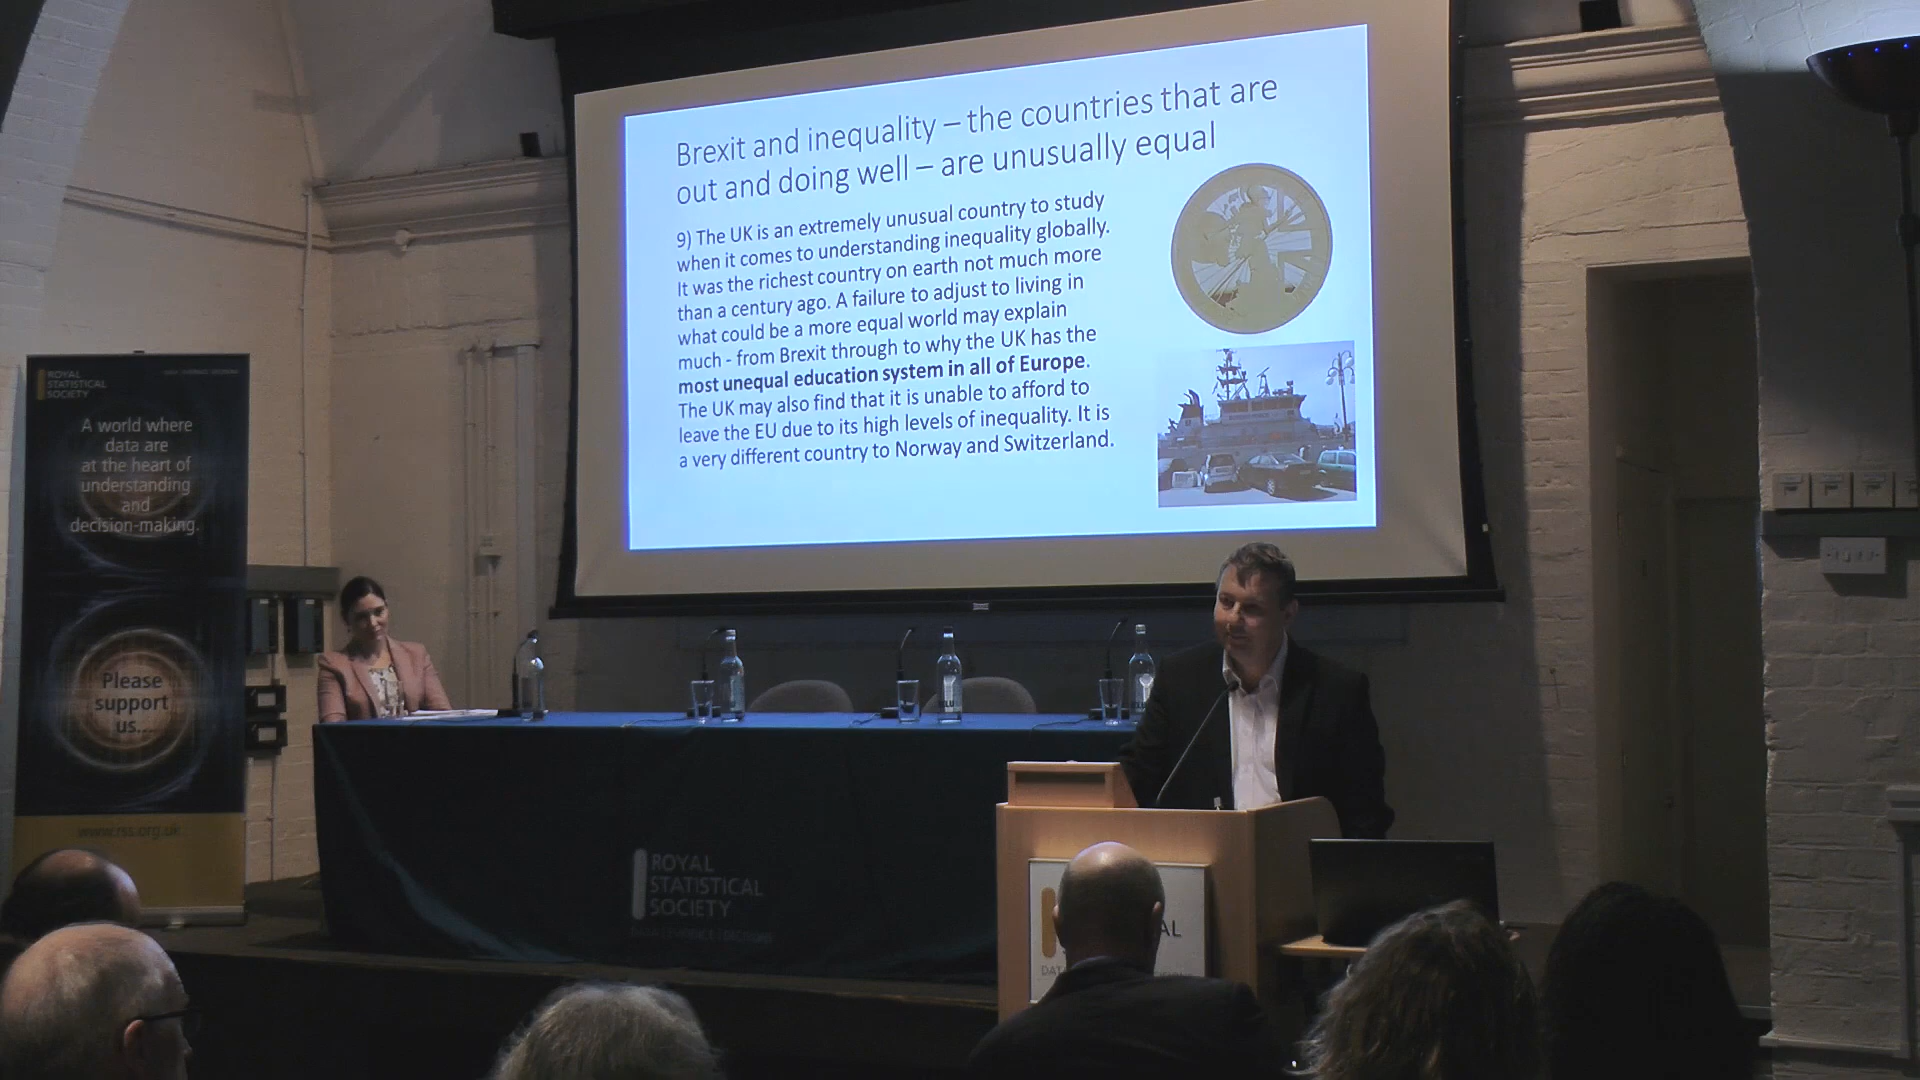 Brexit and inequality – the countries that are
out and doing well – are unusually equal
9) The UK is an extremely unusual country to study
when it comes to understanding inequality globally.
It was the richest country on earth not much more
than a century ago. A failure to adjust to living in
what could be a more equal world may explain
much - from Brexit through to why the UK has the
most unequal education system in all of Europe.
The UK may also find that it is unable to afford to
leave the EU due to its high levels of inequality. It is
a very different country to Norway and Switzerland.
ROYAL
STATISTICAL
SOCIETY
A world where
data are
at the heart of
understanding
and
decision-making.
Please
support
us...
www.rss.org.uk
ROYAL
STATISTICAL
SOCIETY
DATA | EVIDENCE | DECISIONS
AL
DAT